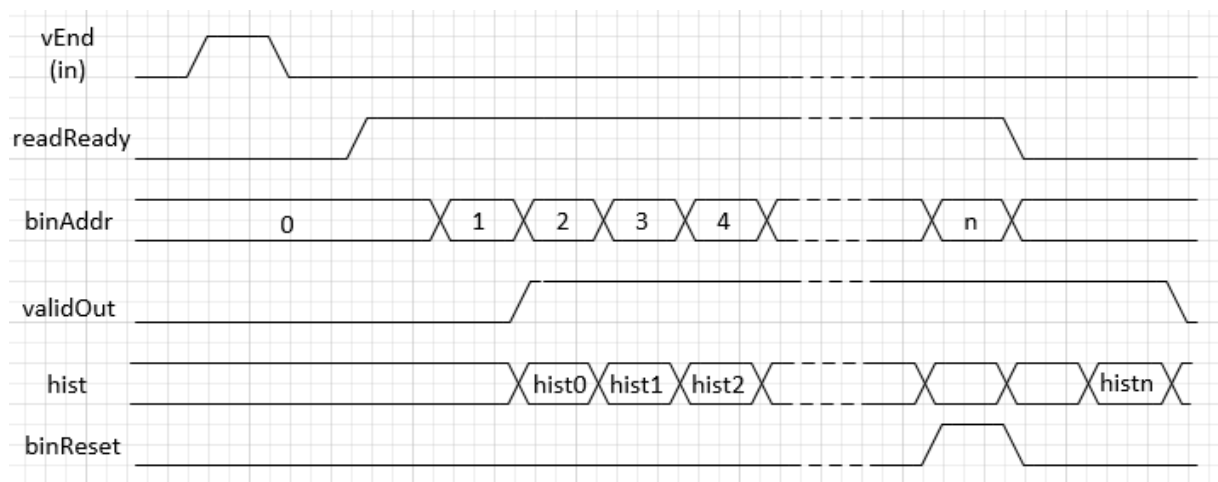 vEnd
(in)
readReady
binAddr 0 1 2 3 4 n
validOut
hist hist0 hist1 hist2 histn
binReset